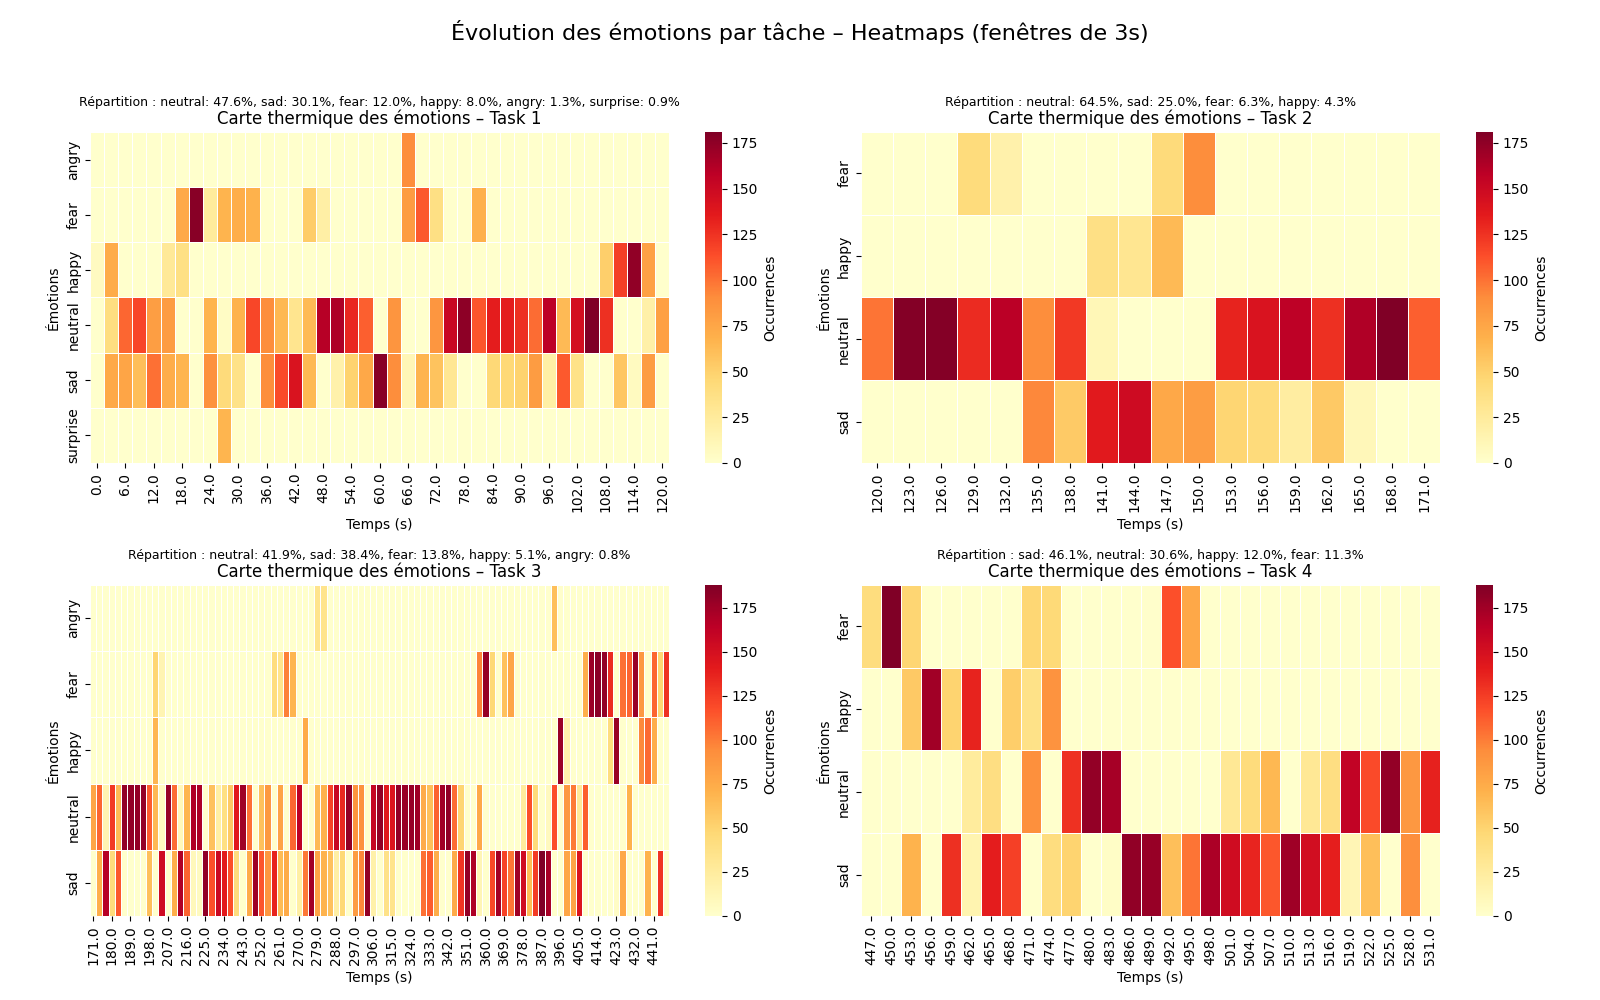 Évolution des émotions par tâche – Heatmaps (fenêtres de 3s)
Répartition : neutral: 47.6%, sad: 30.1%, fear: 12.0%, happy: 8.0%, angry: 1.3%, surprise: 0.9%
Carte thermique des émotions – Task 1
Émotions
angry
fear
happy
neutral
sad
surprise
0.0 6.0 12.0 18.0 24.0 30.0 36.0 42.0 48.0 54.0 60.0 66.0 72.0 78.0 84.0 90.0 96.0 102.0 108.0 114.0 120.0
Temps (s)
175
150
125
100
75
50
25
0
Occurrences
Répartition : neutral: 64.5%, sad: 25.0%, fear: 6.3%, happy: 4.3%
Carte thermique des émotions – Task 2
Émotions
fear
happy
neutral
sad
120.0 123.0 126.0 129.0 132.0 135.0 138.0 141.0 144.0 147.0 150.0 153.0 156.0 159.0 162.0 165.0 168.0 171.0
Temps (s)
175
150
125
100
75
50
25
0
Occurrences
Répartition : neutral: 41.9%, sad: 38.4%, fear: 13.8%, happy: 5.1%, angry: 0.8%
Carte thermique des émotions – Task 3
Émotions
angry
fear
happy
neutral
sad
171.0 180.0 189.0 198.0 207.0 216.0 225.0 234.0 243.0 252.0 261.0 270.0 279.0 288.0 297.0 306.0 315.0 324.0 333.0 342.0 351.0 360.0 369.0 378.0 387.0 396.0 405.0 414.0 423.0 432.0 441.0
Temps (s)
175
150
125
100
75
50
25
0
Occurrences
Répartition : sad: 46.1%, neutral: 30.6%, happy: 12.0%, fear: 11.3%
Carte thermique des émotions – Task 4
Émotions
fear
happy
neutral
sad
447.0 450.0 453.0 456.0 459.0 462.0 465.0 468.0 471.0 474.0 477.0 480.0 483.0 486.0 489.0 492.0 495.0 498.0 501.0 504.0 507.0 510.0 513.0 516.0 519.0 522.0 525.0 528.0 531.0
Temps (s)
175
150
125
100
75
50
25
0
Occurrences